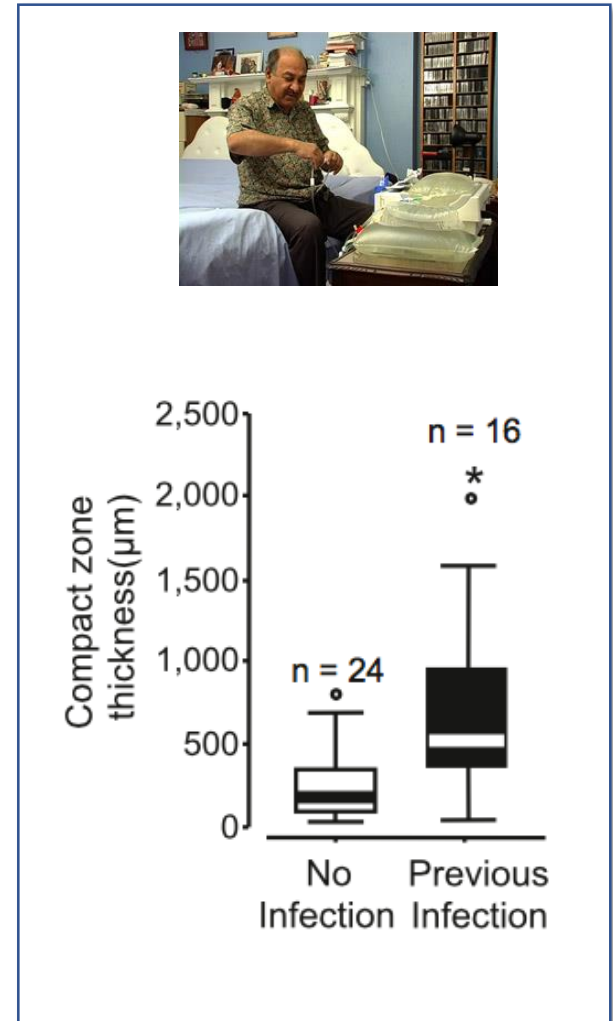 2,500
n = 16
*
2,000
Compact zone
thickness(µm)
1,500
1,000
n = 24
500
0
No
Infection
Previous
Infection